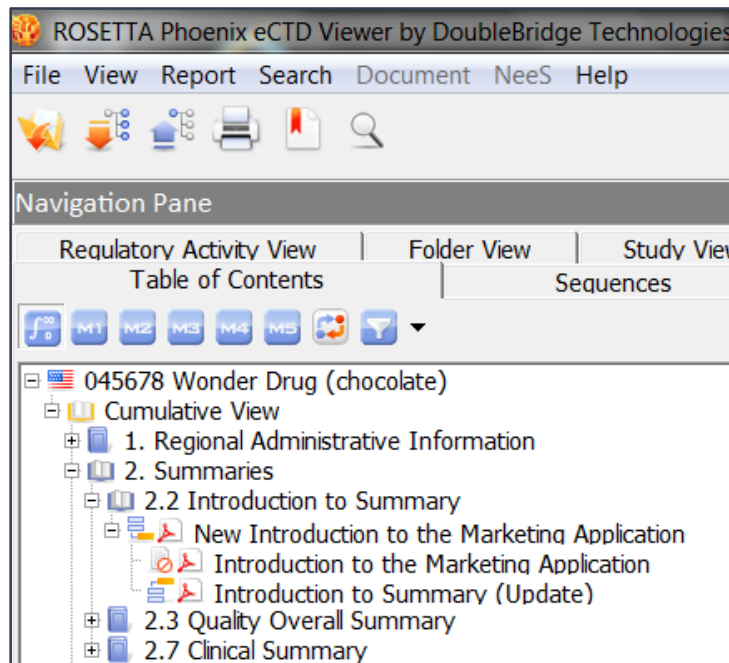 ROSETTA Phoenix eCTD Viewer by DoubleBridge Technologies
File View Report Search Document NeeS Help
Navigation Pane
Regulatory Activity View Folder View Study View
Table of Contents Sequences
M1 M2 M3 M4 M5
045678 Wonder Drug (chocolate)
Cumulative View
1. Regional Administrative Information
2. Summaries
2.2 Introduction to Summary
New Introduction to the Marketing Application
Introduction to the Marketing Application
Introduction to Summary (Update)
2.3 Quality Overall Summary
2.7 Clinical Summary